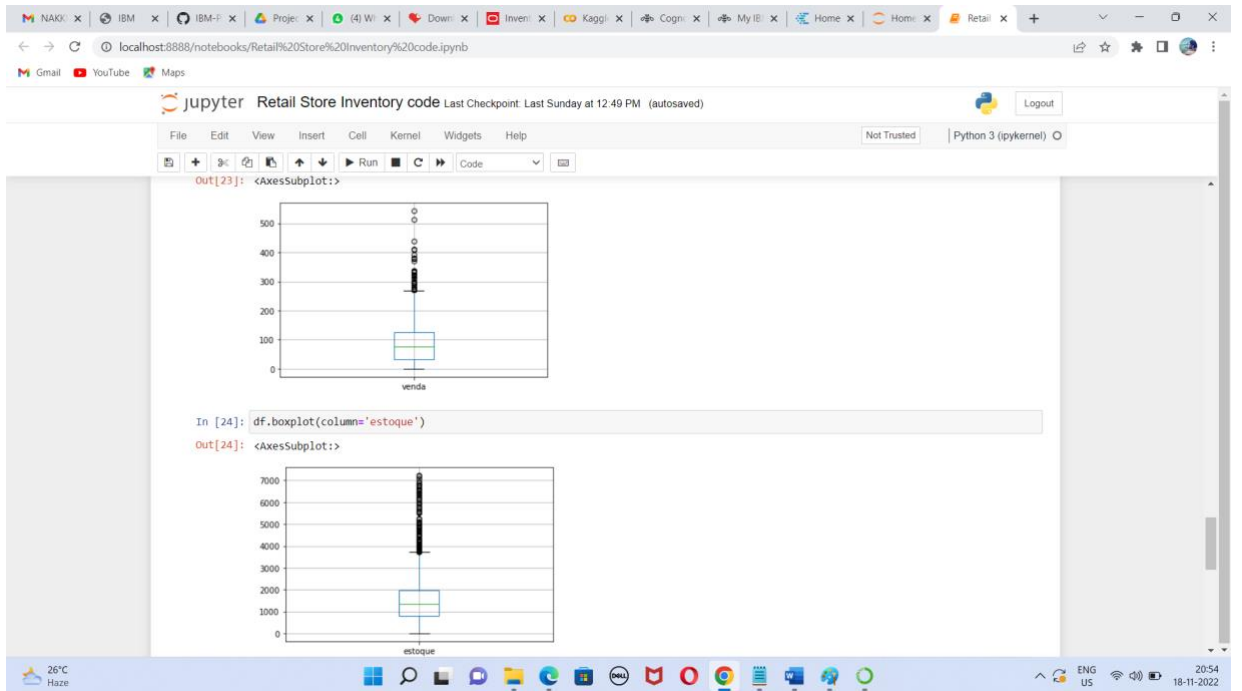 NAKK
IBM
IBM-P
Projec
(4) Wh
Down
Invent
Kaggl
Cogno
My IB
Home
Home
Retail
localhost:8888/notebooks/Retail%20Store%20Inventory%20code.ipynb
Gmail YouTube Maps
jupyter Retail Store Inventory code Last Checkpoint: Last Sunday at 12:49 PM (autosaved)
Logout
File Edit View Insert Cell Kernel Widgets Help
Not Trusted Python 3 (ipykernel)
Run Code
Out[23]: <AxesSubplot:>
500
400
300
200
100
0
venda
In [24]: df.boxplot(column='estoque')
Out[24]: <AxesSubplot:>
7000
6000
5000
4000
3000
2000
1000
0
estoque
26°C
Haze
DELL
ENG
US
20:54
18-11-2022